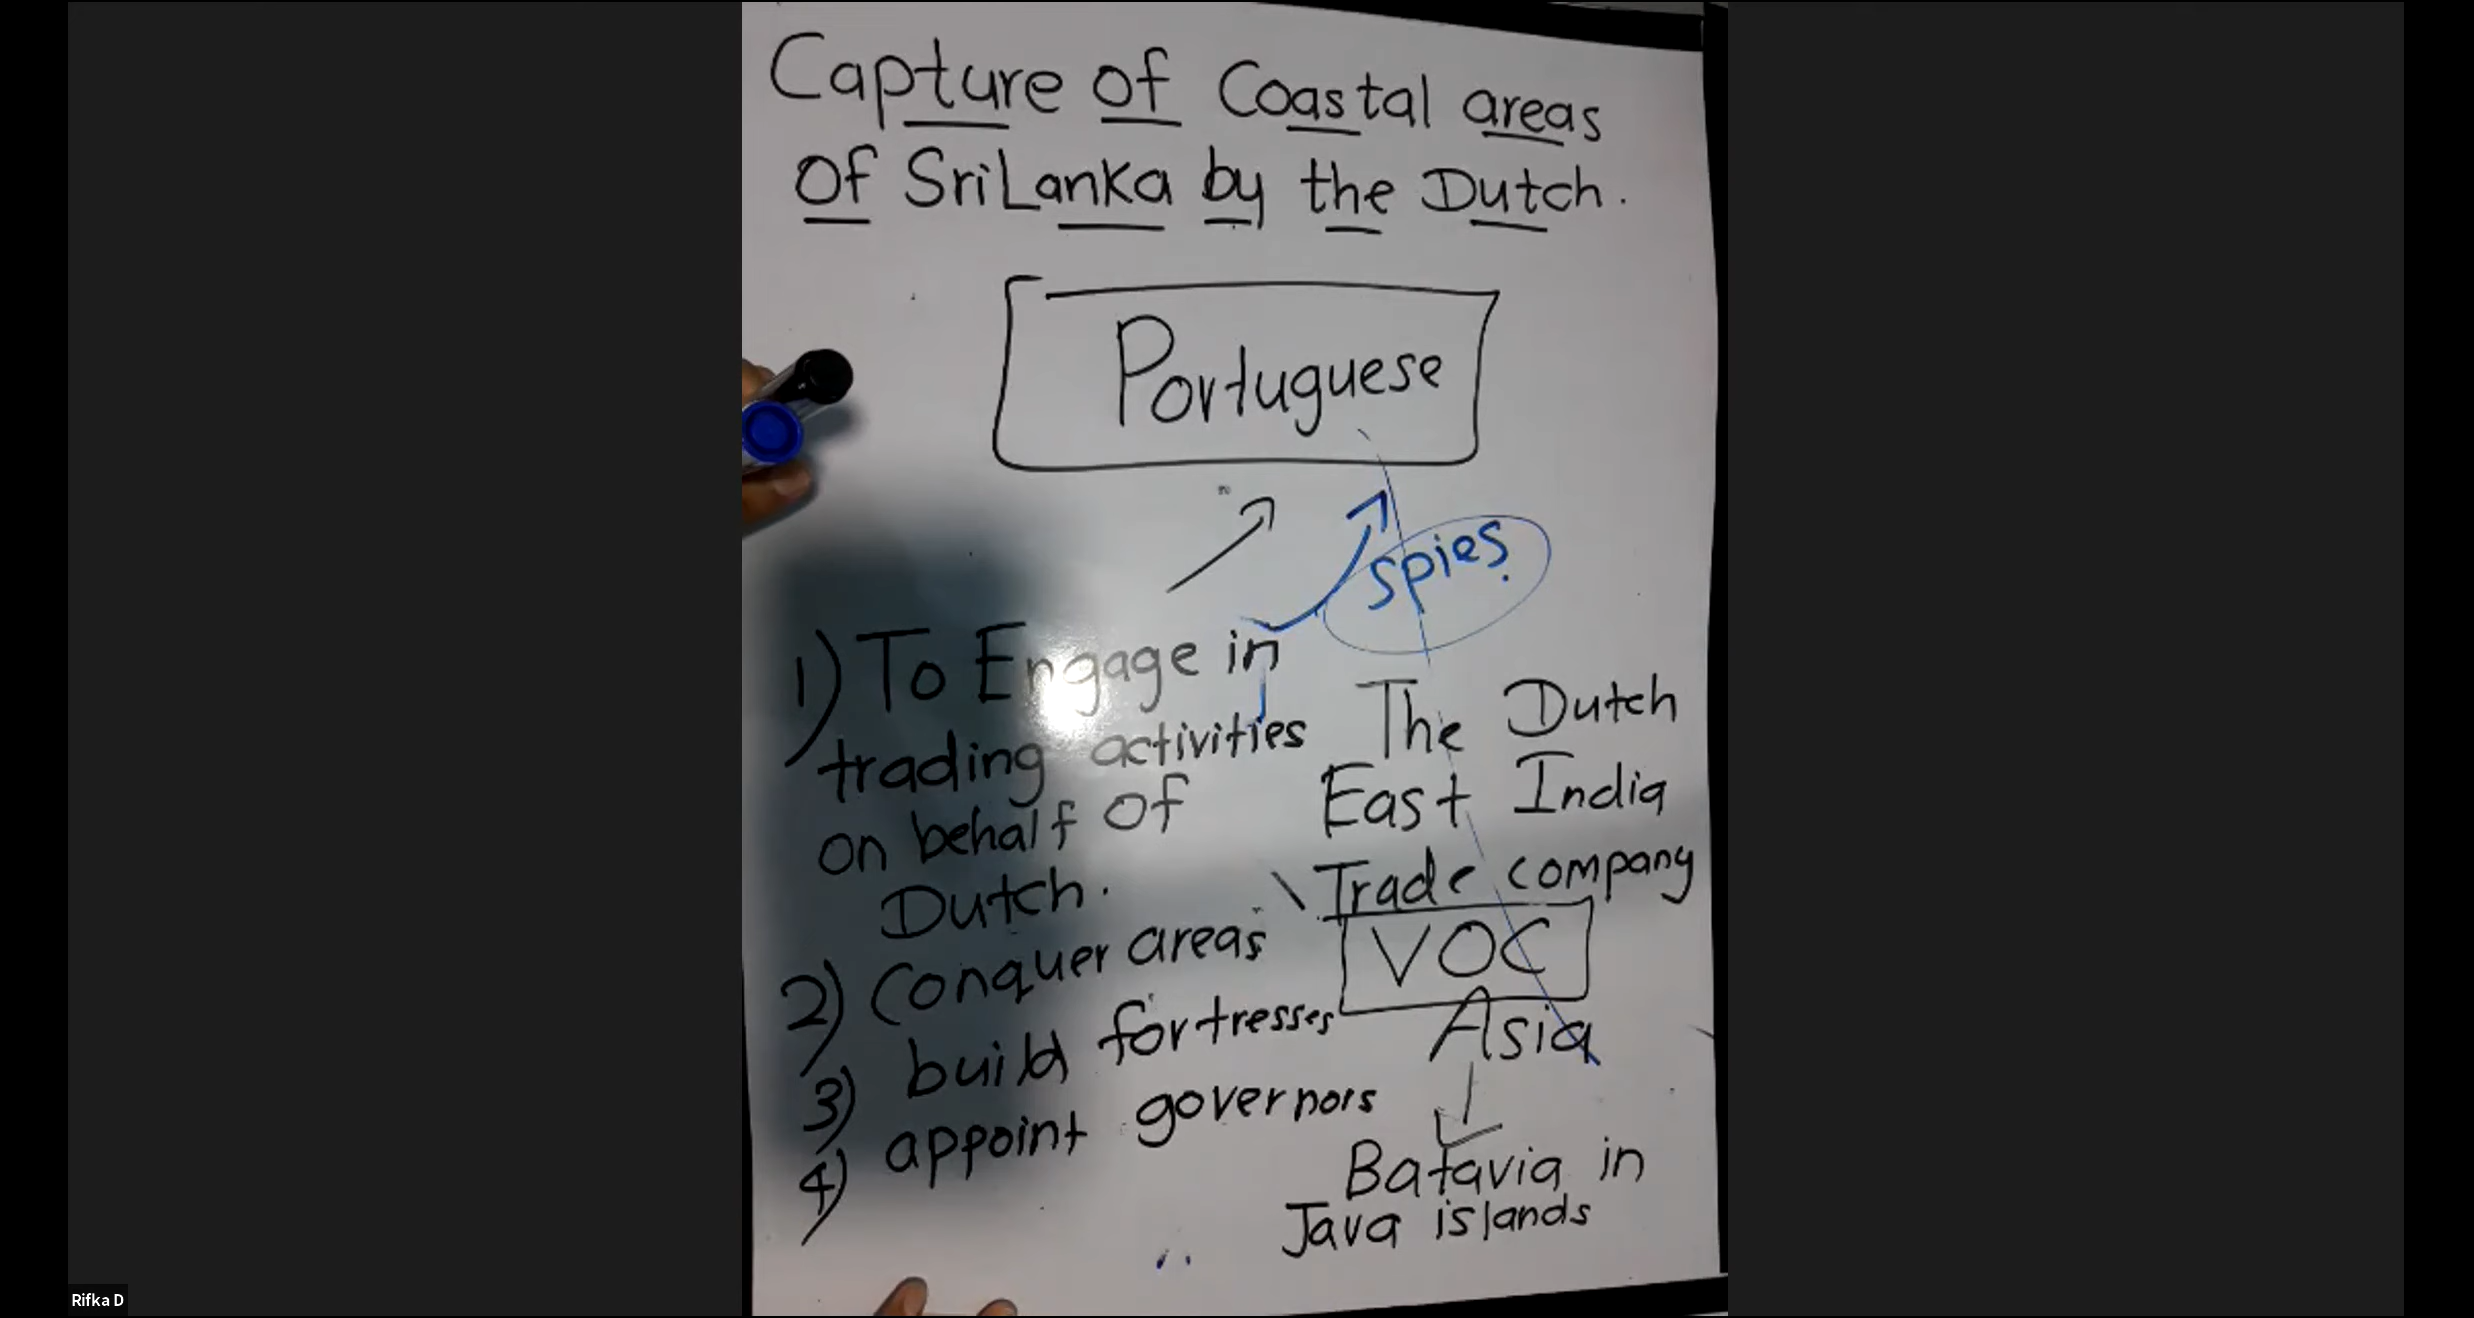 Capture of Coastal areas
of SriLanka by the Dutch.
Portuguese
spies.
1) To Engage in
trading activities
on behalf of
Dutch.
2) Conquer areas
3) build fortresses
4) appoint governors
The Dutch
East India
Trade company
VOC
Asia
Batavia in
Java islands
Rifka D